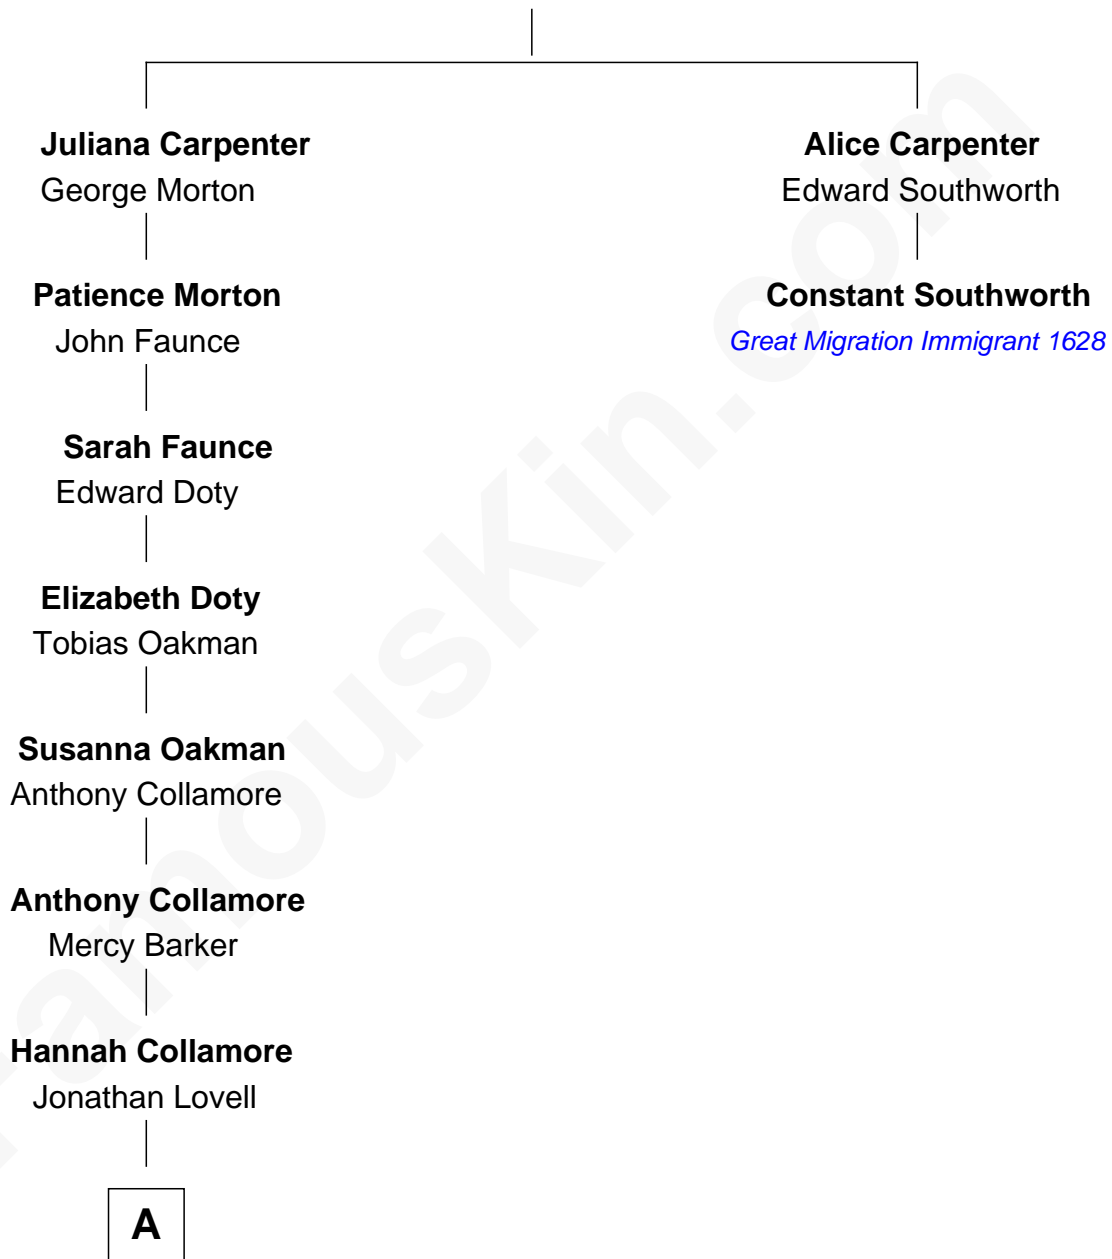 Juliana Carpenter
George Morton
Alice Carpenter
Edward Southworth
Patience Morton
John Faunce
Constant Southworth
Great Migration Immigrant 1628
Sarah Faunce
Edward Doty
Elizabeth Doty
Tobias Oakman
Susanna Oakman
Anthony Collamore
Anthony Collamore
Mercy Barker
Hannah Collamore
Jonathan Lovell
A
FamousKin.com